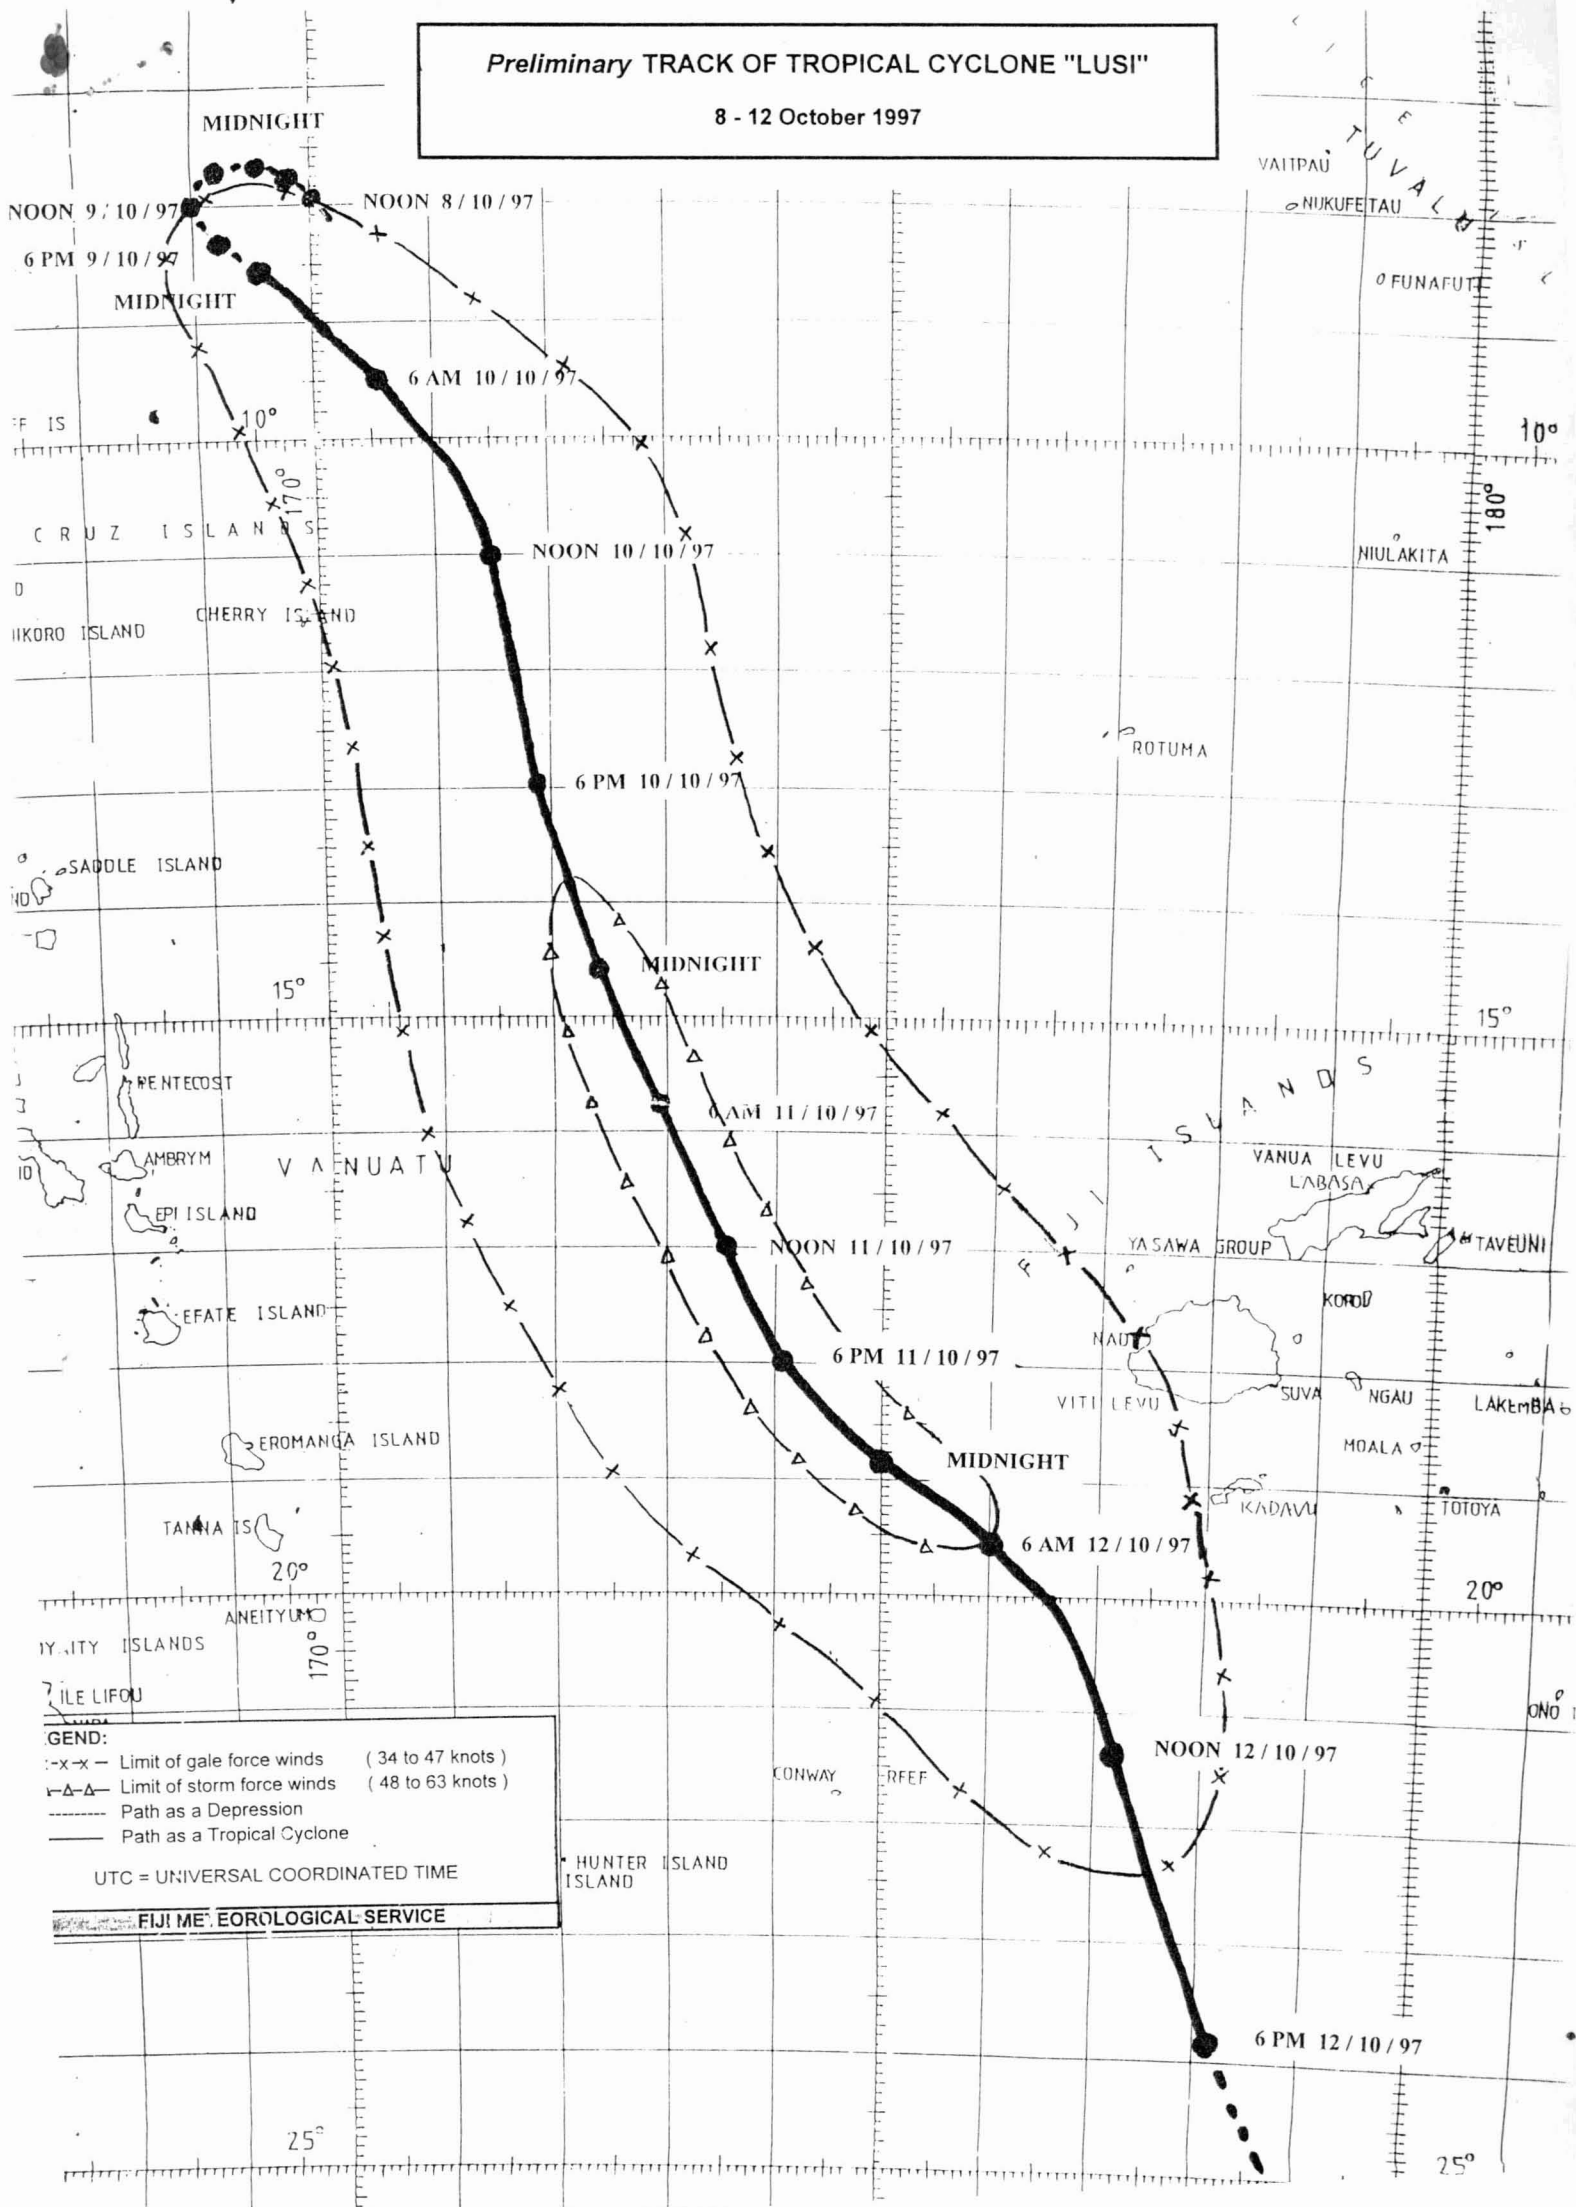 Preliminary TRACK OF TROPICAL CYCLONE "LUSI"
8 - 12 October 1997
MIDNIGHT
TUVALU
VAITPAU
NUKUFETAU
NOON 9/10/97
NOON 8/10/97
6 PM 9/10/97
FUNAFUTI
MIDNIGHT
6 AM 10/10/97
IS
10°
10°
170°
180°
CRUZ ISLANDS
NOON 10/10/97
NIULAKITA
CHERRY ISLAND
IKORO ISLAND
ROTUMA
6 PM 10/10/97
SADDLE ISLAND
MIDNIGHT
15°
15°
PENTECOST
6 AM 11/10/97
FIJI ISLANDS
AMBRYM
VANUATU
VANUA LEVU
LABASA
EPI ISLAND
NOON 11/10/97
YASAWA GROUP
TAVEUNI
KORO
EFATE ISLAND
NADI
6 PM 11/10/97
VITI LEVU
SUVA
NGAU
LAKEMBA
EROMANGA ISLAND
MOALA
MIDNIGHT
KADAVU
TOTOYA
TANNA IS
6 AM 12/10/97
20°
20°
ANEITYUM
170°
ISLANDS
ILE LIFOU
ONO
NOON 12/10/97
CONWAY REEF
GEND:
-x-x- Limit of gale force winds (34 to 47 knots)
-Δ-Δ- Limit of storm force winds (48 to 63 knots)
--------- Path as a Depression
——— Path as a Tropical Cyclone
UTC = UNIVERSAL COORDINATED TIME
FIJI METEOROLOGICAL SERVICE
HUNTER ISLAND
ISLAND
6 PM 12/10/97
25°
25°